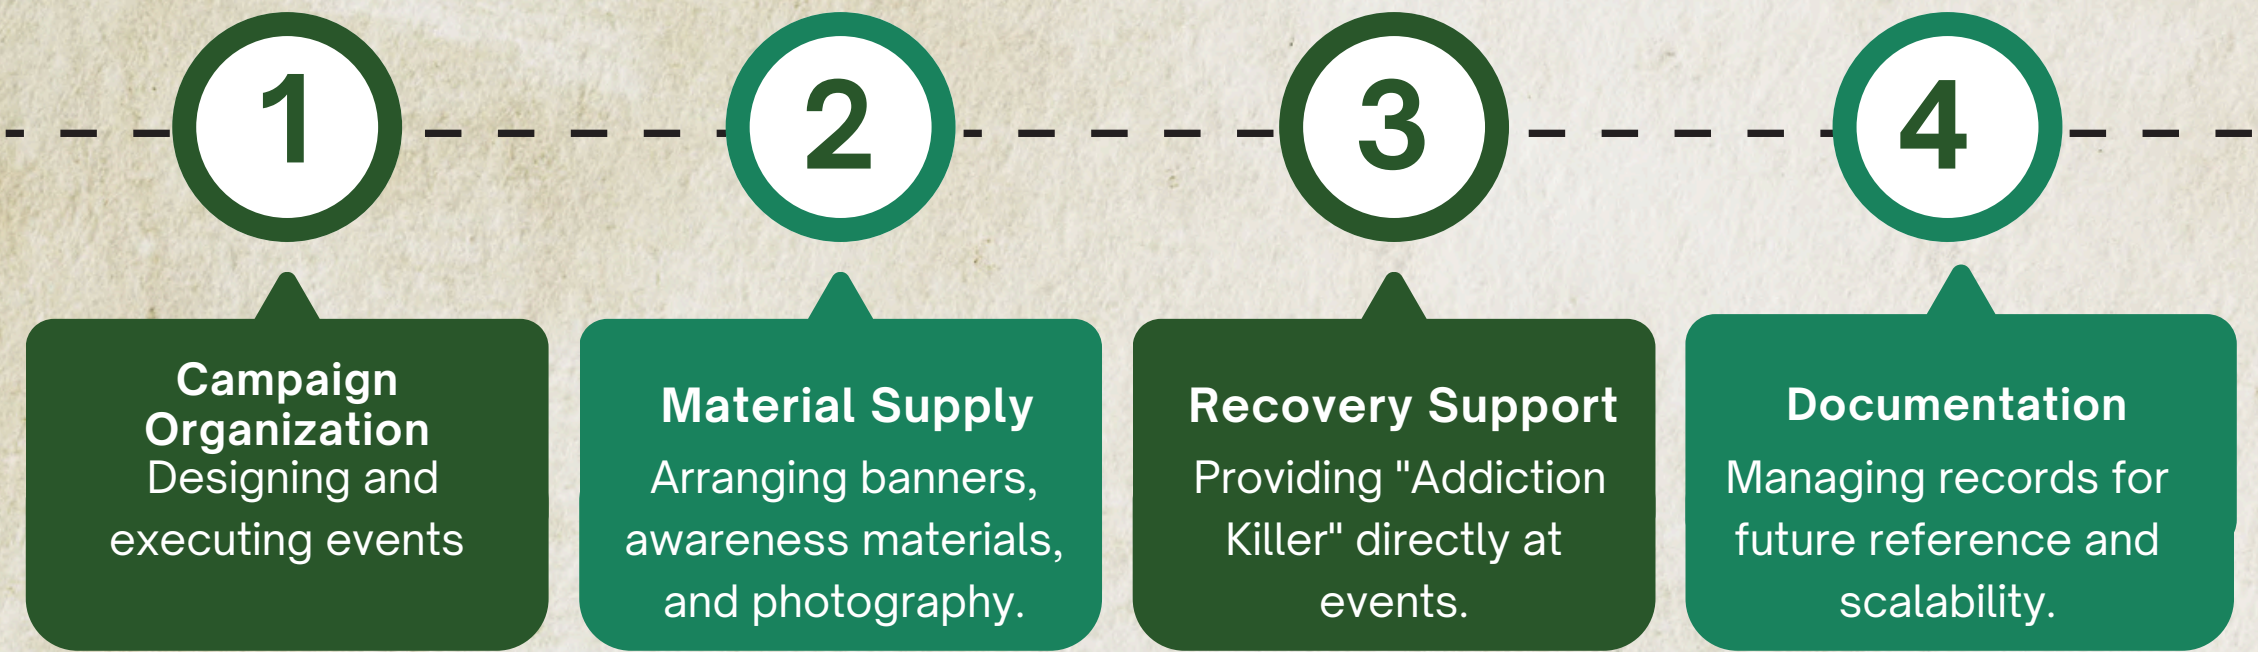 1
Campaign
Organization
Designing and
executing events
2
Material Supply
Arranging banners,
awareness materials,
and photography.
3
Recovery Support
Providing "Addiction
Killer" directly at
events.
4
Documentation
Managing records for
future reference and
scalability.